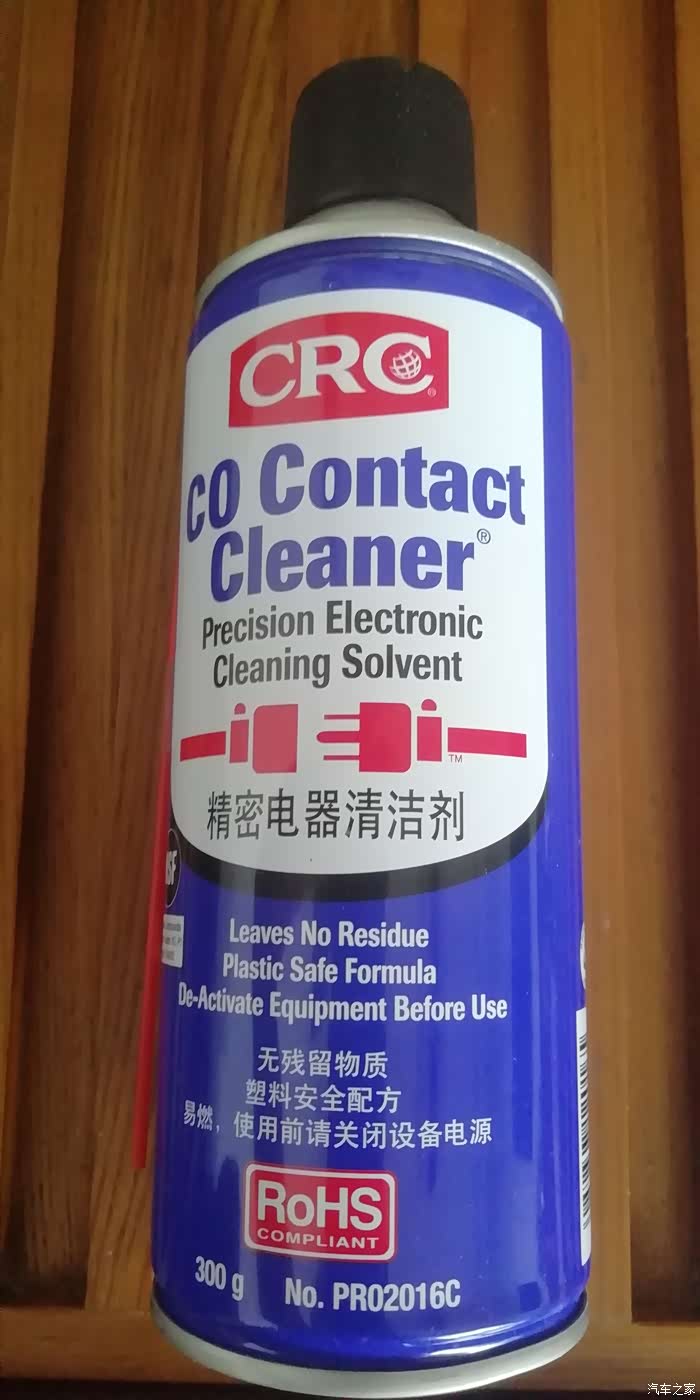 CRC
CO Contact
Cleaner®
Precision Electronic
Cleaning Solvent
TM
精密电器清洁剂
Leaves No Residue
Plastic Safe Formula
De-Activate Equipment Before Use
无残留物质
塑料安全配方
易燃，使用前请关闭设备电源
RoHS
COMPLIANT
300 g No. PR02016C
汽车之家